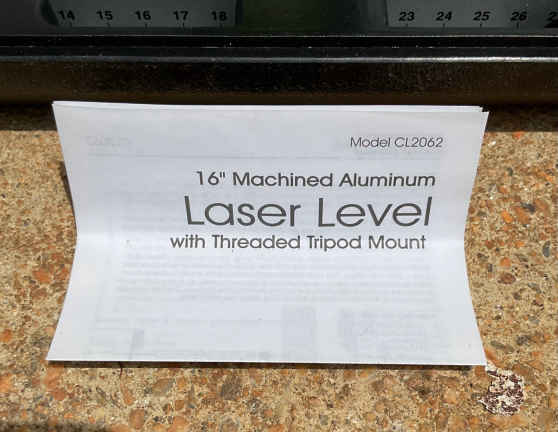 14 15 16 17 18 23 24 25 26
Model CL2062
16" Machined Aluminum
Laser Level
with Threaded Tripod Mount